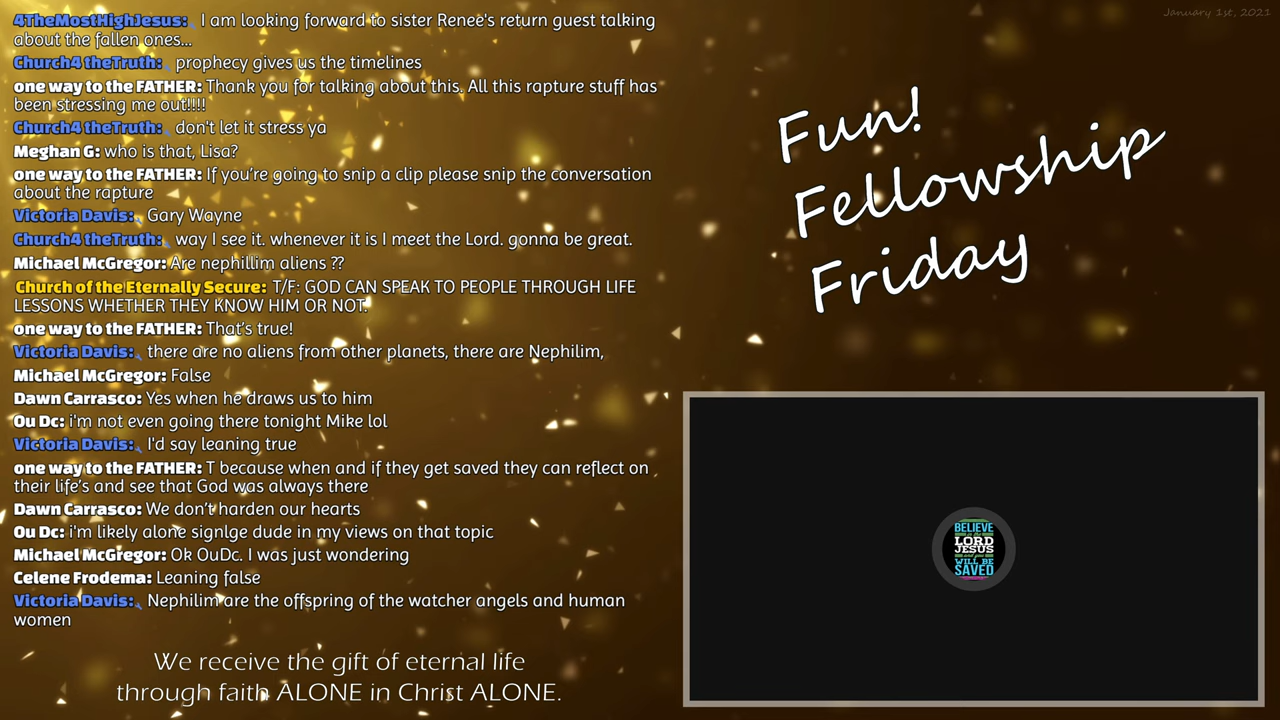 4TheMostHighJesus: I am looking forward to sister Renee's return guest talking
about the fallen ones...
Church4 theTruth: prophecy gives us the timelines
one way to the FATHER: Thank you for talking about this. All this rapture stuff has
been stressing me out!!!!
Church4 theTruth: don't let it stress ya
Meghan G: who is that, Lisa?
one way to the FATHER: If you're going to snip a clip please snip the conversation
about the rapture
Victoria Davis: Gary Wayne
Church4 theTruth: way I see it. whenever it is I meet the Lord. gonna be great.
Michael McGregor: Are nephillim aliens ??
Church of the Eternally Secure: T/F: GOD CAN SPEAK TO PEOPLE THROUGH LIFE
LESSONS WHETHER THEY KNOW HIM OR NOT.
one way to the FATHER: That's true!
Victoria Davis: there are no aliens from other planets, there are Nephilim,
Michael McGregor: False
Dawn Carrasco: Yes when he draws us to him
Ou Dc: i'm not even going there tonight Mike lol
Victoria Davis: I'd say leaning true
one way to the FATHER: T because when and if they get saved they can reflect on
their life's and see that God was always there
Dawn Carrasco: We don't harden our hearts
Ou Dc: i'm likely alone signlge dude in my views on that topic
Michael McGregor: Ok OuDc. I was just wondering
Celene Frodema: Leaning false
Victoria Davis: Nephilim are the offspring of the watcher angels and human
women
We receive the gift of eternal life
through faith ALONE in Christ ALONE.
January 1st, 2021
Fun!
Fellowship
Friday
BELIEVE
LORD
JESUS
WILL BE
SAVED